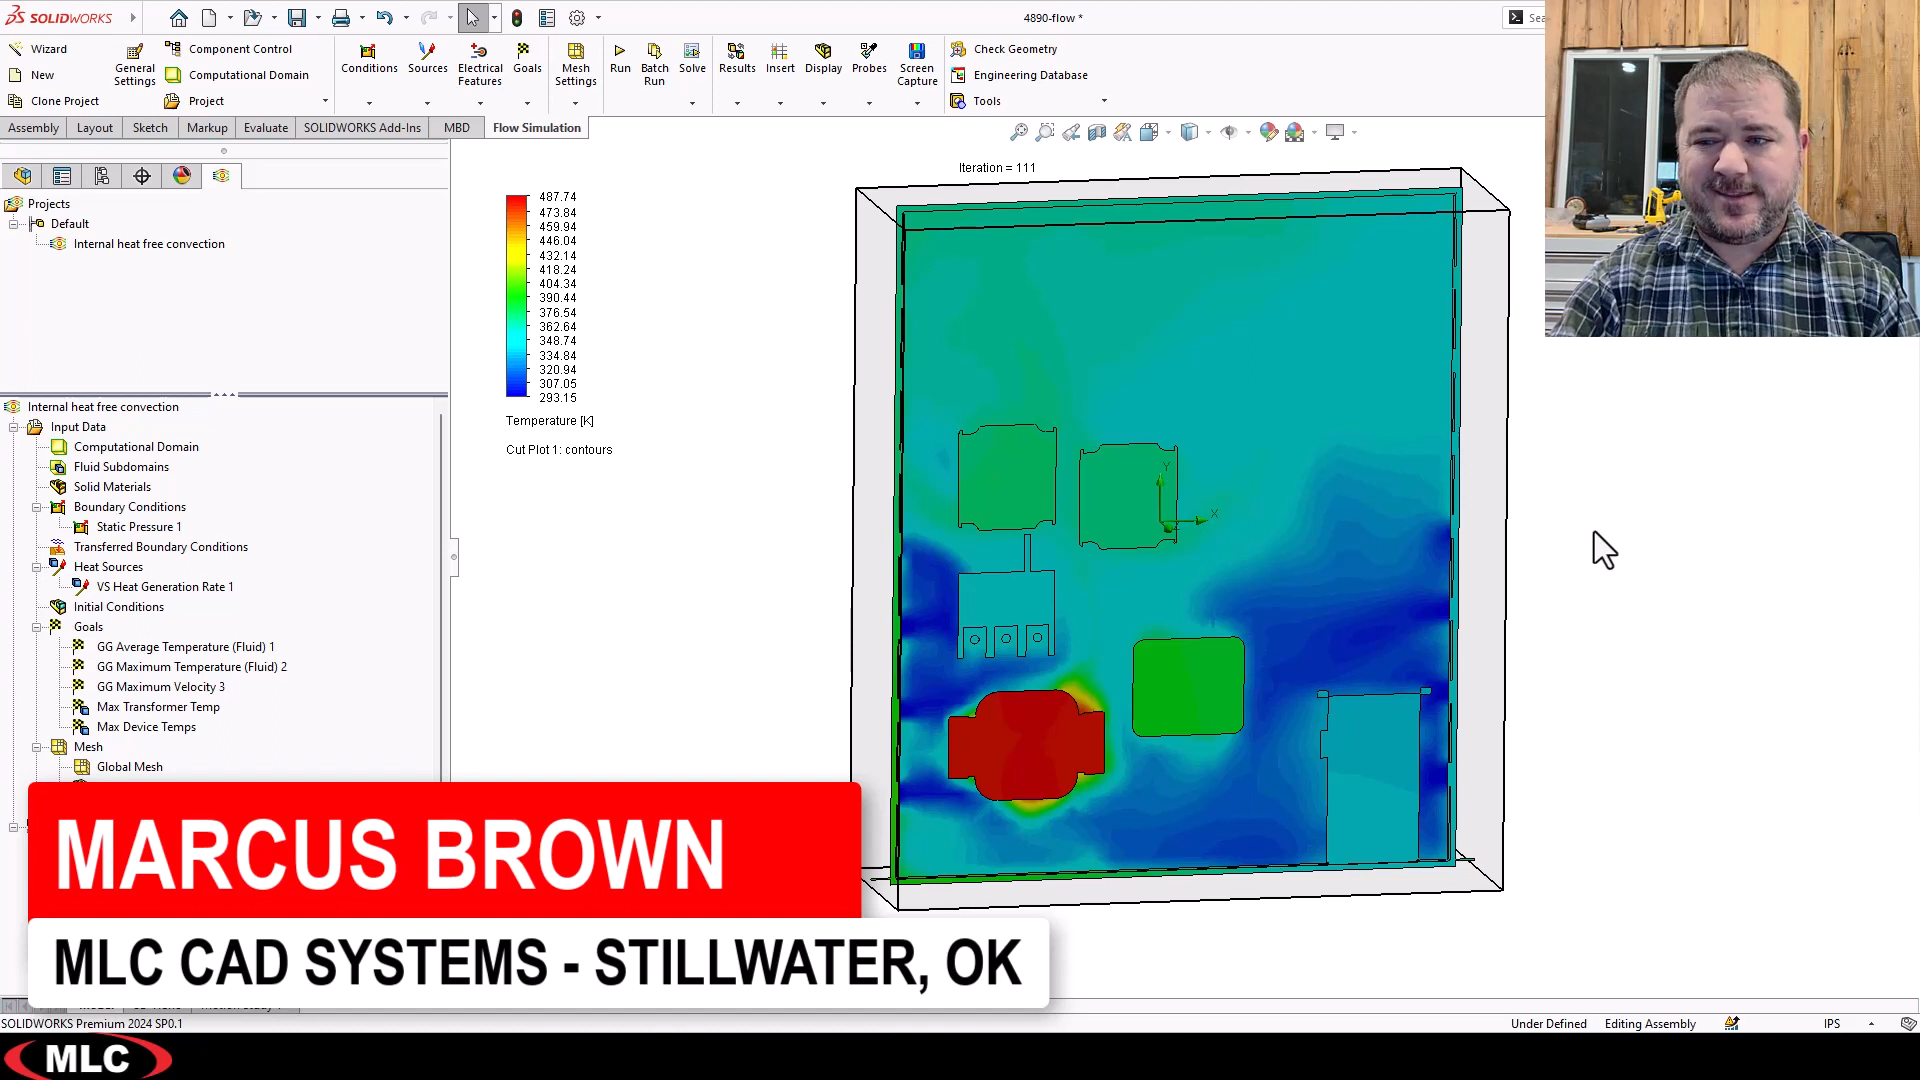 SOLIDWORKS
4890-flow *
Sea
Wizard
New
Clone Project
General Settings
Component Control
Computational Domain
Project
Conditions
Sources
Electrical Features
Goals
Mesh Settings
Run
Batch Run
Solve
Results
Insert
Display
Probes
Screen Capture
Check Geometry
Engineering Database
Tools
Assembly
Layout
Sketch
Markup
Evaluate
SOLIDWORKS Add-Ins
MBD
Flow Simulation
Projects
Default
Internal heat free convection
Iteration = 111
487.74
473.84
459.94
446.04
432.14
418.24
404.34
390.44
376.54
362.64
348.74
334.84
320.94
307.05
293.15
Temperature [K]
Cut Plot 1: contours
Y
X
Internal heat free convection
Input Data
Computational Domain
Fluid Subdomains
Solid Materials
Boundary Conditions
Static Pressure 1
Transferred Boundary Conditions
Heat Sources
VS Heat Generation Rate 1
Initial Conditions
Goals
GG Average Temperature (Fluid) 1
GG Maximum Temperature (Fluid) 2
GG Maximum Velocity 3
Max Transformer Temp
Max Device Temps
Mesh
Global Mesh
MARCUS BROWN
MLC CAD SYSTEMS - STILLWATER, OK
SOLIDWORKS Premium 2024 SP0.1
Under Defined
Editing Assembly
IPS
MLC